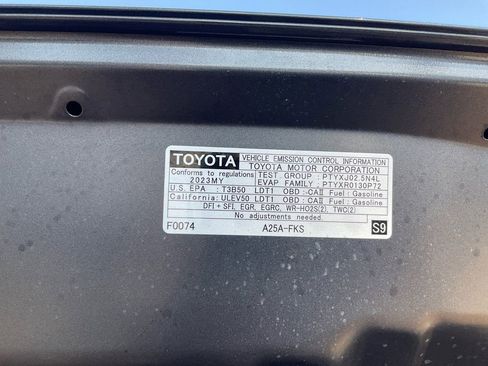 TOYOTA VEHICLE EMISSION CONTROL INFORMATION
TOYOTA MOTOR CORPORATION
Conforms to regulations TEST GROUP : PTYXJ02.5N4L
2023MY EVAP FAMILY : PTYXR0130P72
U.S. EPA : T3B50 LDT1 OBD : CAII Fuel : Gasoline
California : ULEV50 LDT1 OBD : CAII Fuel : Gasoline
DFI + SFI, EGR, EGRC, WR-HO2S(2), TWC(2)
No adjustments needed.
F0074 A25A-FKS S9